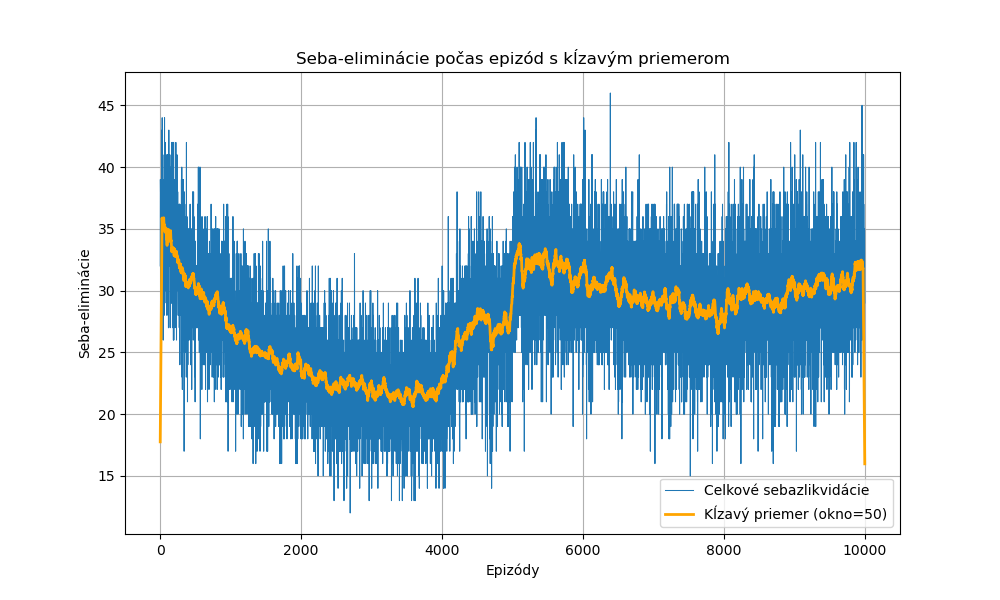 Seba-eliminácie počas epizód s kĺzavým priemerom
Seba-eliminácie
45
40
35
30
25
20
15
0
2000
4000
6000
8000
10000
Epizódy
Celkové sebazlikvidácie
Kĺzavý priemer (okno=50)